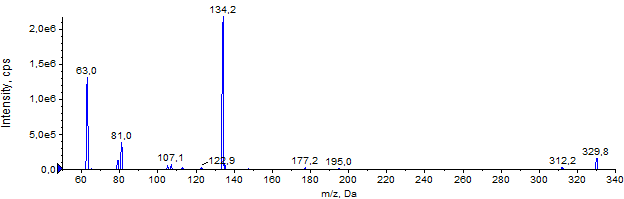 134,2
2,0e6
1,5e6
63,0
1,0e6
5,0e5
81,0
107,1
122,9
177,2
195,0
312,2
329,8
0,0
60 80 100 120 140 160 180 200 220 240 260 280 300 320 340
m/z, Da
Intensity, cps